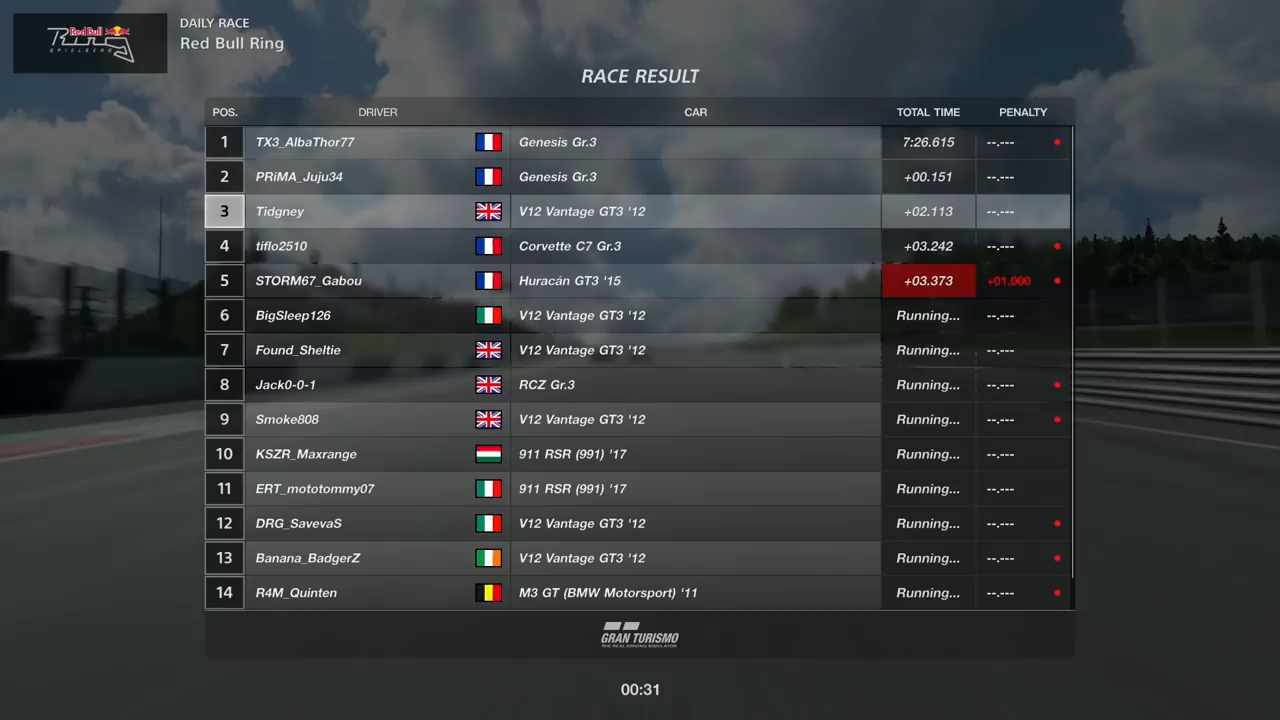 Red Bull
Ring
SPIELBERG
DAILY RACE
Red Bull Ring
RACE RESULT
POS. DRIVER CAR TOTAL TIME PENALTY
1 TX3_AlbaThor77 Genesis Gr.3 7:26.615 --.---
2 PRiMA_Juju34 Genesis Gr.3 +00.151 --.---
3 Tidgney V12 Vantage GT3 '12 +02.113 --.---
4 tiflo2510 Corvette C7 Gr.3 +03.242 --.---
5 STORM67_Gabou Huracán GT3 '15 +03.373 +01.000
6 BigSleep126 V12 Vantage GT3 '12 Running... --.---
7 Found_Sheltie V12 Vantage GT3 '12 Running... --.---
8 Jack0-0-1 RCZ Gr.3 Running... --.---
9 Smoke808 V12 Vantage GT3 '12 Running... --.---
10 KSZR_Maxrange 911 RSR (991) '17 Running... --.---
11 ERT_mototommy07 911 RSR (991) '17 Running... --.---
12 DRG_SavevaS V12 Vantage GT3 '12 Running... --.---
13 Banana_BadgerZ V12 Vantage GT3 '12 Running... --.---
14 R4M_Quinten M3 GT (BMW Motorsport) '11 Running... --.---
GRAN TURISMO
THE REAL DRIVING SIMULATOR
00:31